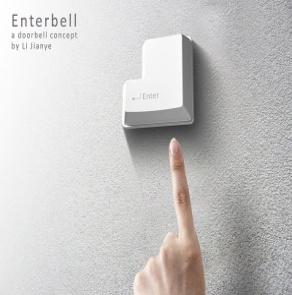 Enterbell
a doorbell concept
by Li Jianye
Enter